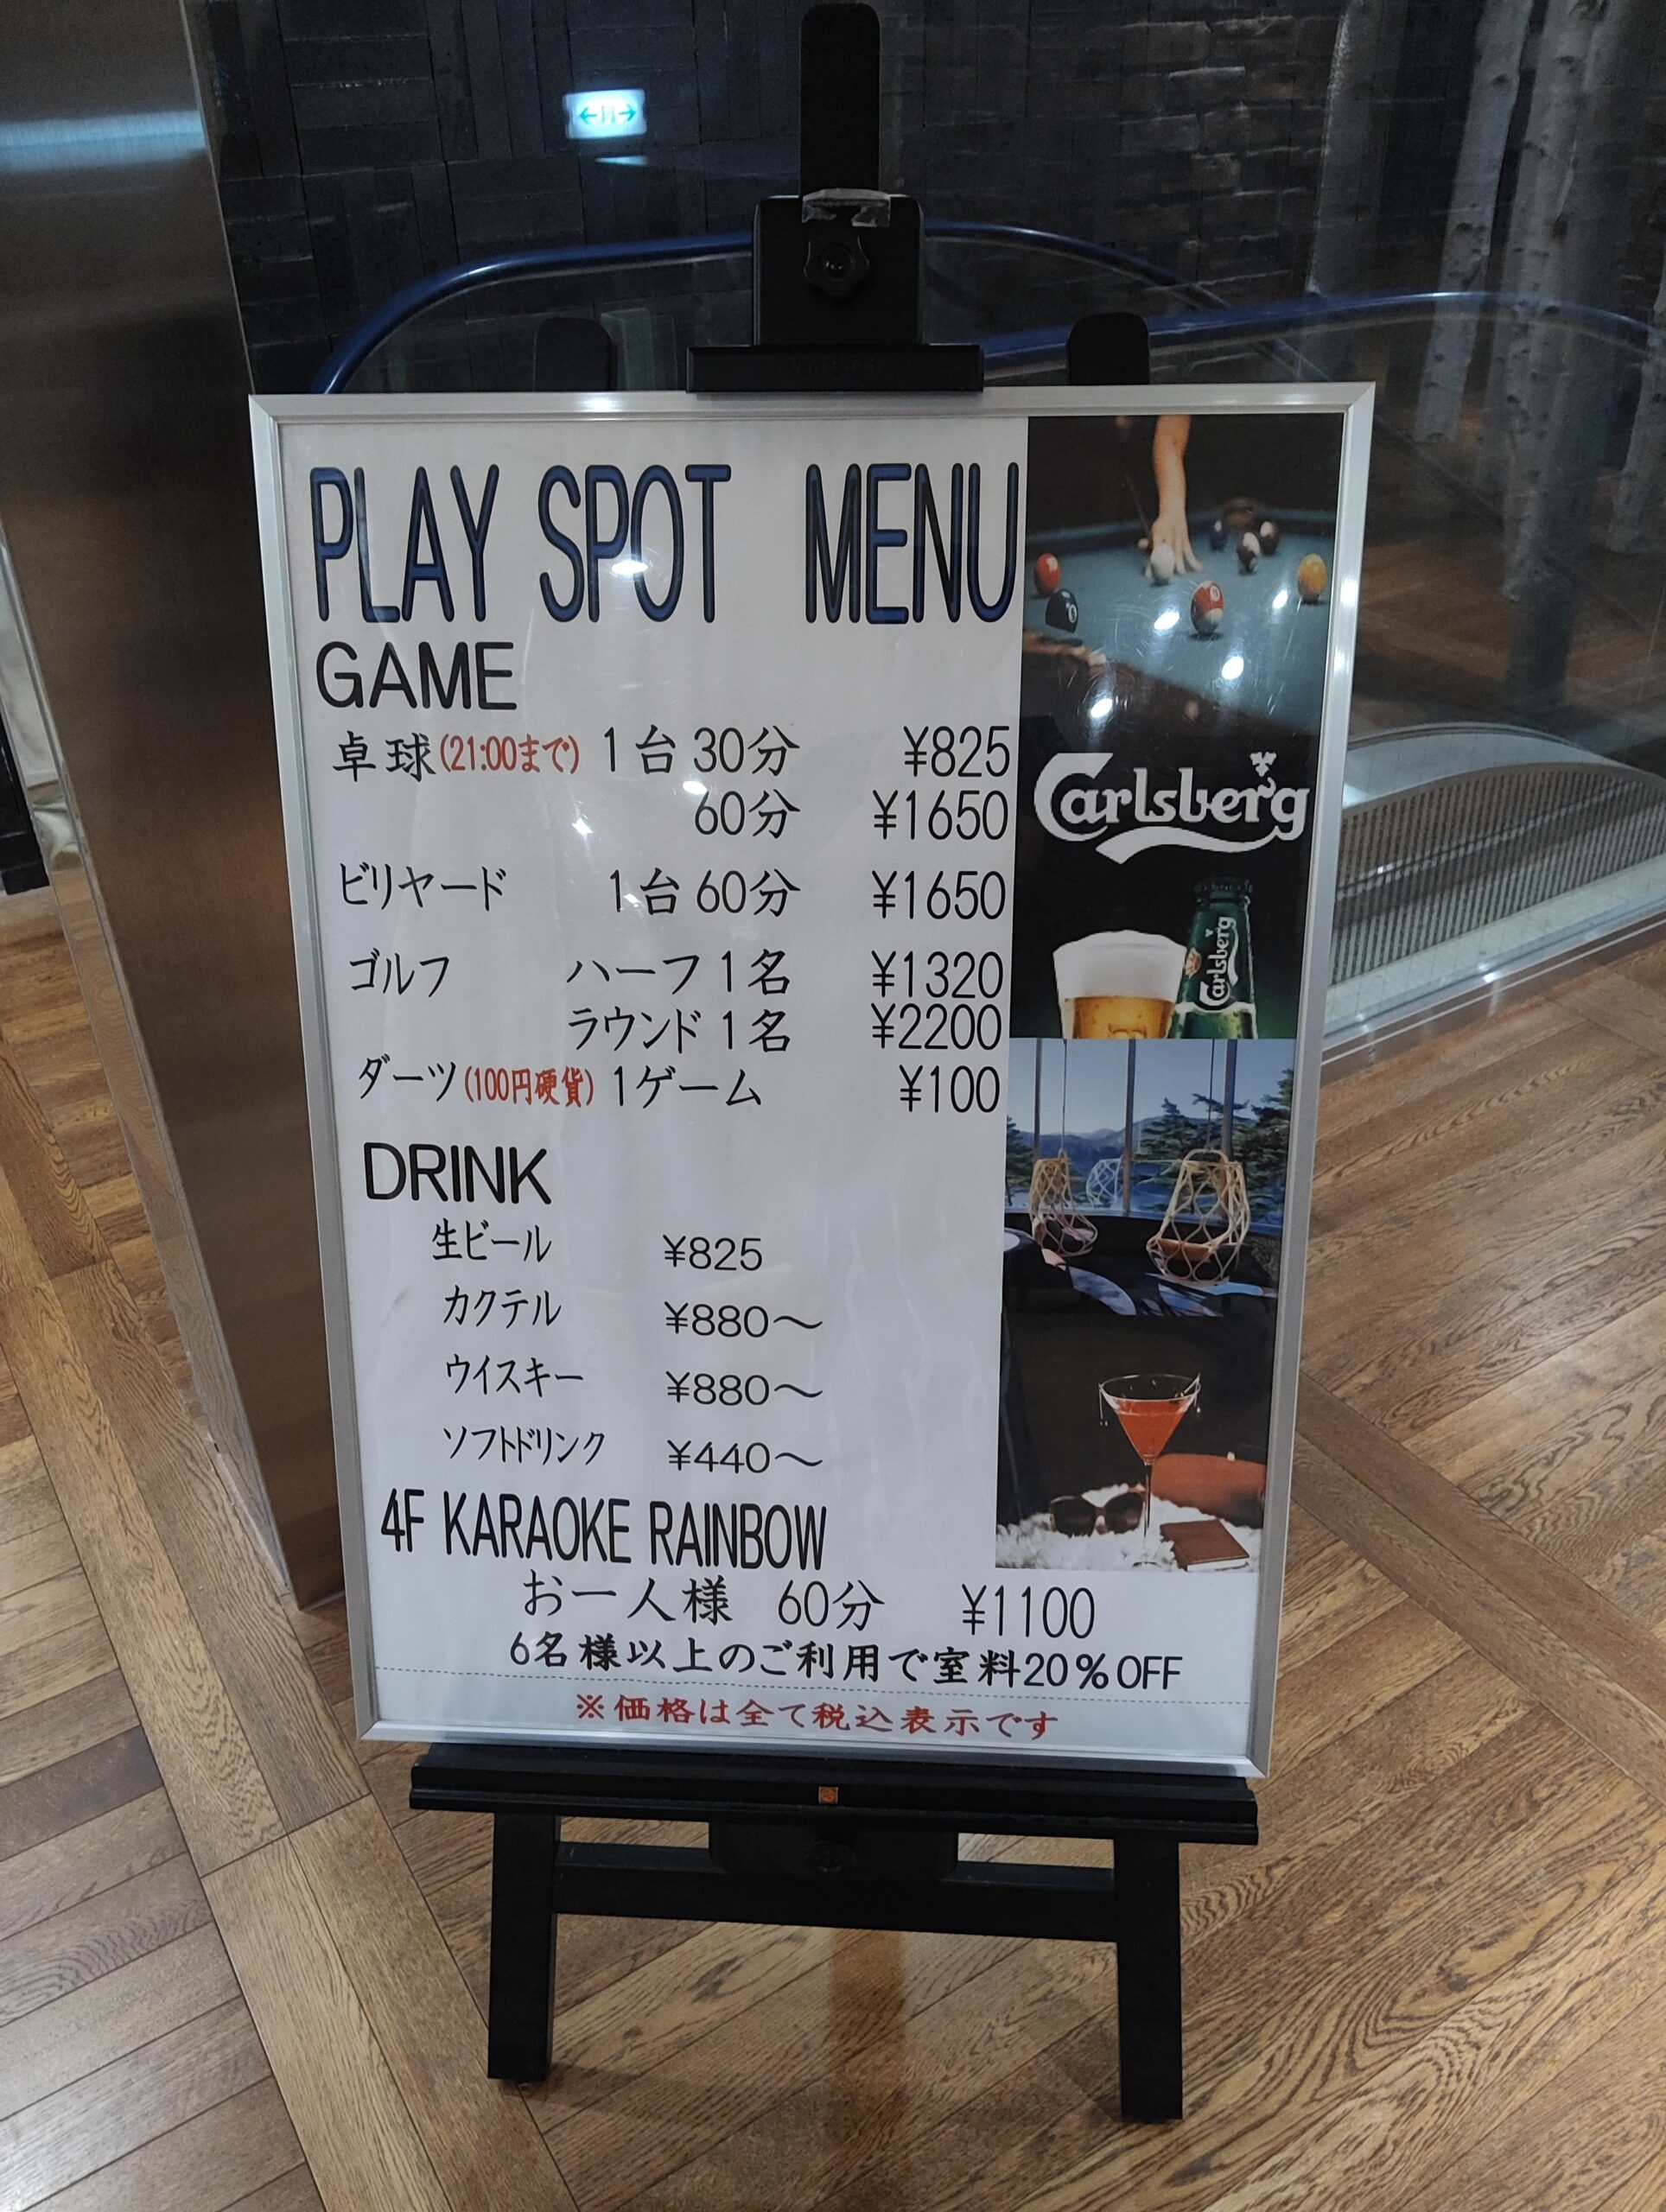 PLAY SPOT MENU
GAME
卓球(21:00まで) 1台30分 ¥825
60分 ¥1650
ビリヤード 1台60分 ¥1650
ゴルフ ハーフ1名 ¥1320
ラウンド1名 ¥2200
ダーツ(100円硬貨) 1ゲーム ¥100
DRINK
生ビール ¥825
カクテル ¥880～
ウイスキー ¥880～
ソフトドリンク ¥440～
4F KARAOKE RAINBOW
お一人様 60分 ¥1100
6名様以上のご利用で室料20%OFF
※価格は全て税込表示です
Carlsberg
Carlsberg